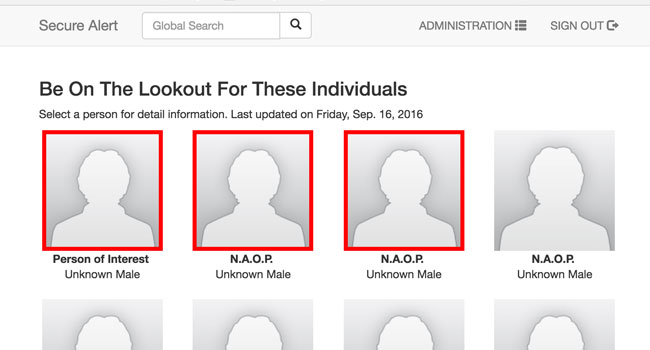 Secure Alert Global Search ADMINISTRATION SIGN OUT
Be On The Lookout For These Individuals
Select a person for detail information. Last updated on Friday, Sep. 16, 2016
Person of Interest N.A.O.P. N.A.O.P. N.A.O.P.
Unknown Male Unknown Male Unknown Male Unknown Male